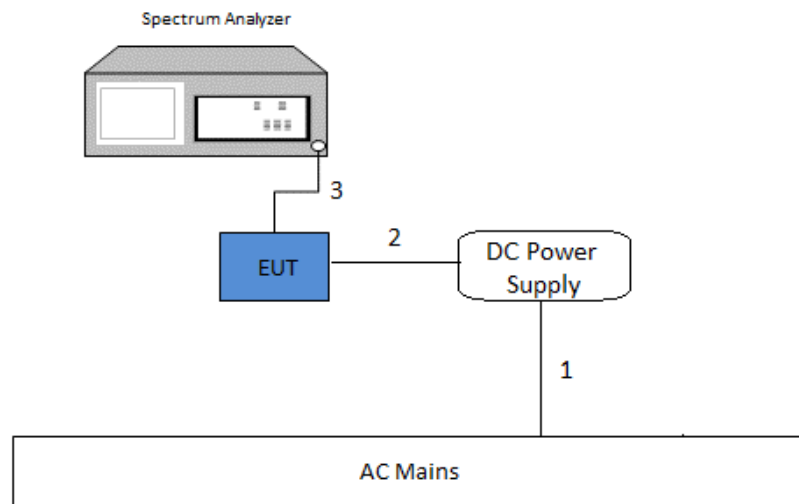 Spectrum Analyzer
3
EUT
2
DC Power
Supply
1
AC Mains